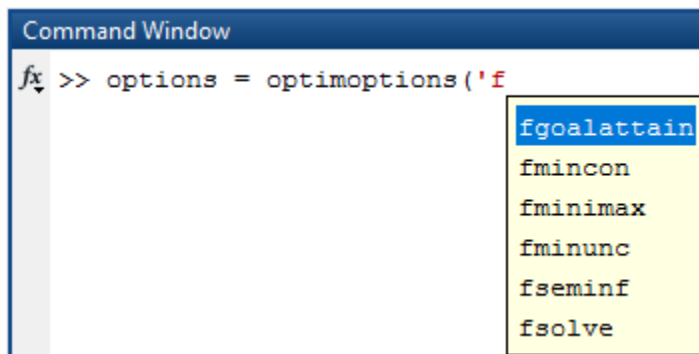 Command Window
fx >> options = optimoptions('f
fgoalattain
fmincon
fminimax
fminunc
fseminf
fsolve